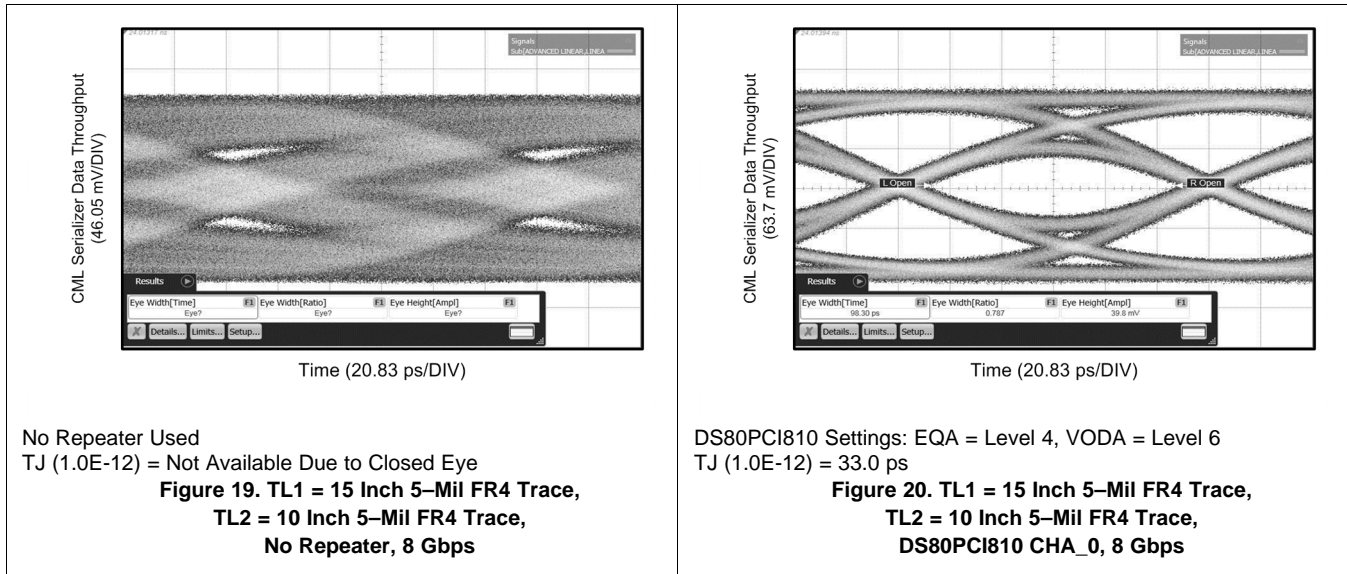 24.01317 ns
Signals
Sub[ADVANCED LINEAR,LINEA
CML Serializer Data Throughput
(46.05 mV/DIV)
Results
Eye Width[Time] F1 Eye Width[Ratio] F1 Eye Height[Ampl] F1
Eye? Eye? Eye?
X Details... Limits... Setup...
Time (20.83 ps/DIV)
No Repeater Used
TJ (1.0E-12) = Not Available Due to Closed Eye
Figure 19. TL1 = 15 Inch 5–Mil FR4 Trace,
TL2 = 10 Inch 5–Mil FR4 Trace,
No Repeater, 8 Gbps
24.01394 ns
Signals
Sub[ADVANCED LINEAR,LINEA
CML Serializer Data Throughput
(63.7 mV/DIV)
L Open R Open
Results
Eye Width[Time] F1 Eye Width[Ratio] F1 Eye Height[Ampl] F1
98.30 ps 0.787 39.8 mV
X Details... Limits... Setup...
Time (20.83 ps/DIV)
DS80PCI810 Settings: EQA = Level 4, VODA = Level 6
TJ (1.0E-12) = 33.0 ps
Figure 20. TL1 = 15 Inch 5–Mil FR4 Trace,
TL2 = 10 Inch 5–Mil FR4 Trace,
DS80PCI810 CHA_0, 8 Gbps